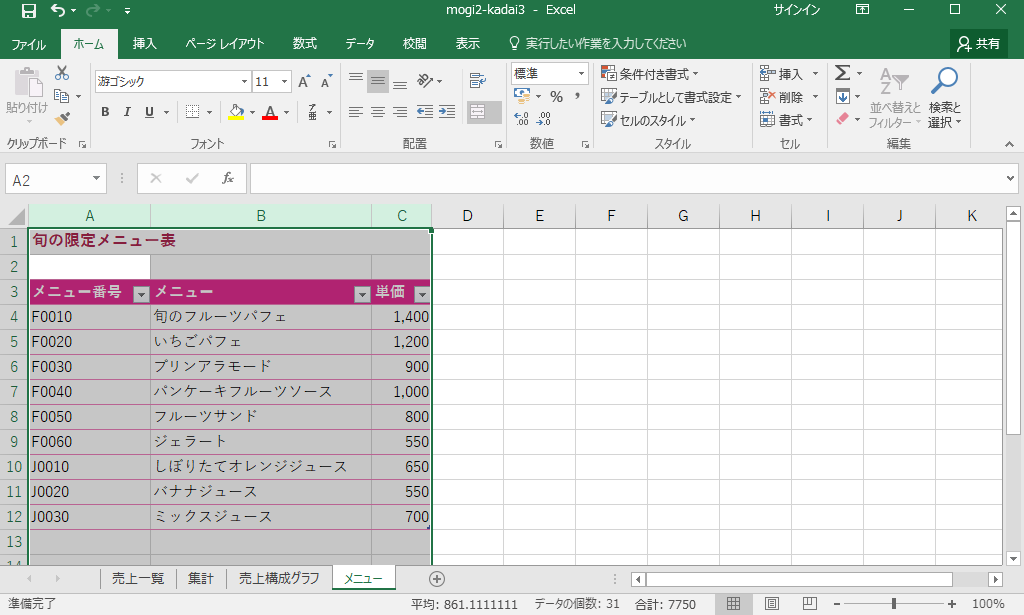 mogi2-kadai3 - Excel サインイン
ファイル ホーム 挿入 ページ レイアウト 数式 データ 校閲 表示 実行したい作業を入力してください 共有
貼り付け 游ゴシック 11 A A 標準 条件付き書式 挿入 Σ 並べ替えと フィルター 検索と 選択
B I U A % , テーブルとして書式設定 削除
セルのスタイル 書式
クリップボード フォント 配置 数値 スタイル セル 編集
A2 fx
A B C D E F G H I J K
1 旬の限定メニュー表
2
3 メニュー番号 メニュー 単価
4 F0010 旬のフルーツパフェ 1,400
5 F0020 いちごパフェ 1,200
6 F0030 プリンアラモード 900
7 F0040 パンケーキフルーツソース 1,000
8 F0050 フルーツサンド 800
9 F0060 ジェラート 550
10 J0010 しぼりたてオレンジジュース 650
11 J0020 バナナジュース 550
12 J0030 ミックスジュース 700
13
14
売上一覧 集計 売上構成グラフ メニュー
準備完了 平均: 861.1111111 データの個数: 31 合計: 7750 100%